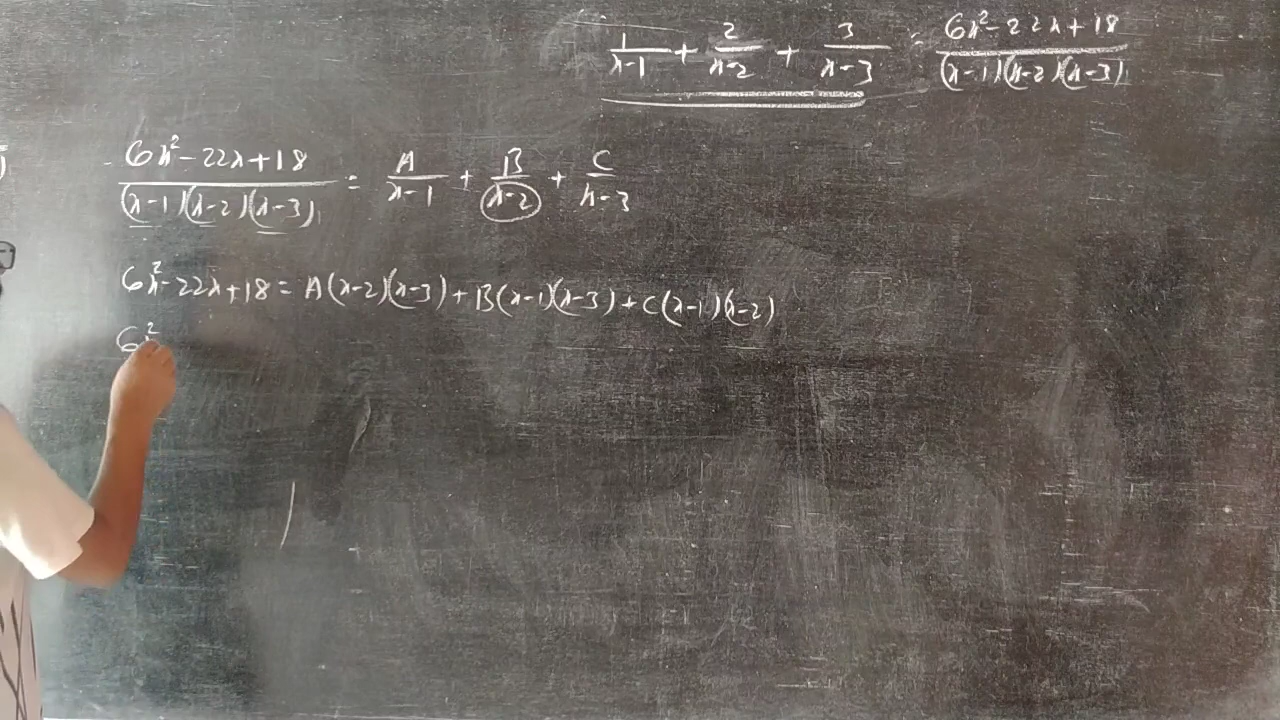 1/(x-1) + 2/(x-2) + 3/(x-3) = (6x²-22x+18)/((x-1)(x-2)(x-3))
(6x²-22x+18)/((x-1)(x-2)(x-3)) = A/(x-1) + B/(x-2) + C/(x-3)
6x²-22x+18 = A(x-2)(x-3) + B(x-1)(x-3) + C(x-1)(x-2)
6x²